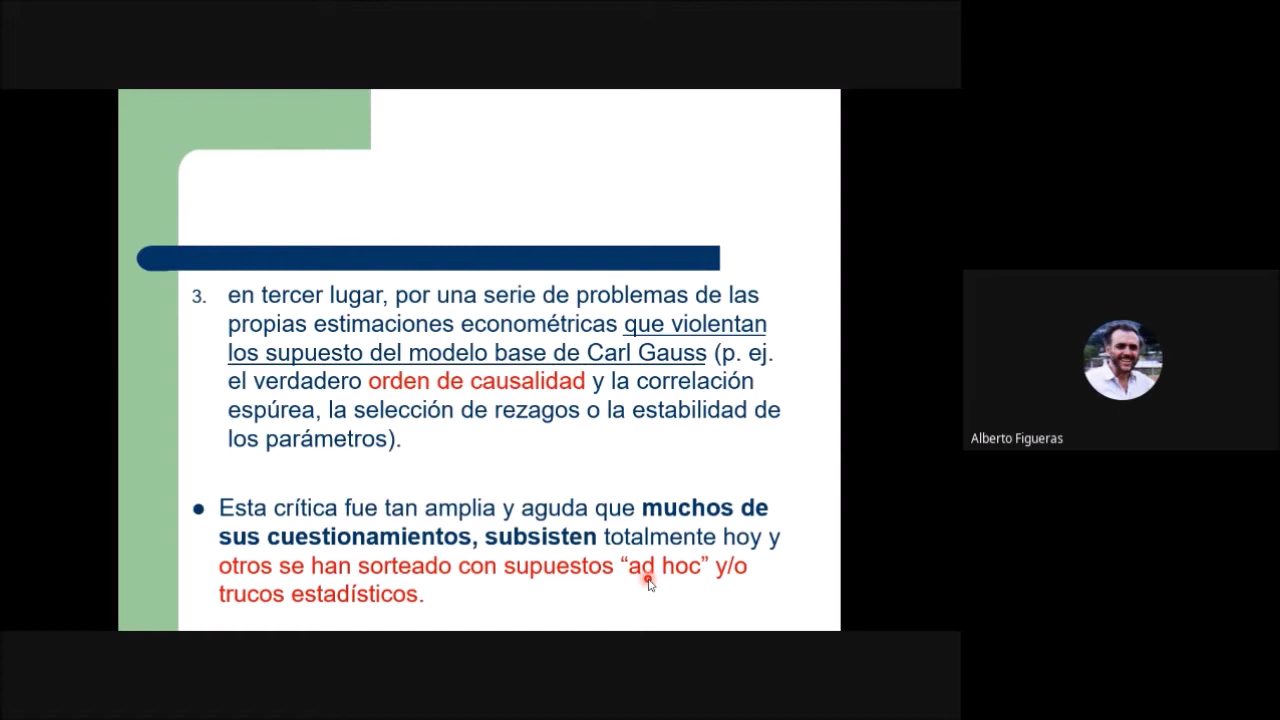 3. en tercer lugar, por una serie de problemas de las
propias estimaciones econométricas que violentan
los supuesto del modelo base de Carl Gauss (p. ej.
el verdadero orden de causalidad y la correlación
espúrea, la selección de rezagos o la estabilidad de
los parámetros).
● Esta crítica fue tan amplia y aguda que muchos de
sus cuestionamientos, subsisten totalmente hoy y
otros se han sorteado con supuestos “ad hoc” y/o
trucos estadísticos.
Alberto Figueras